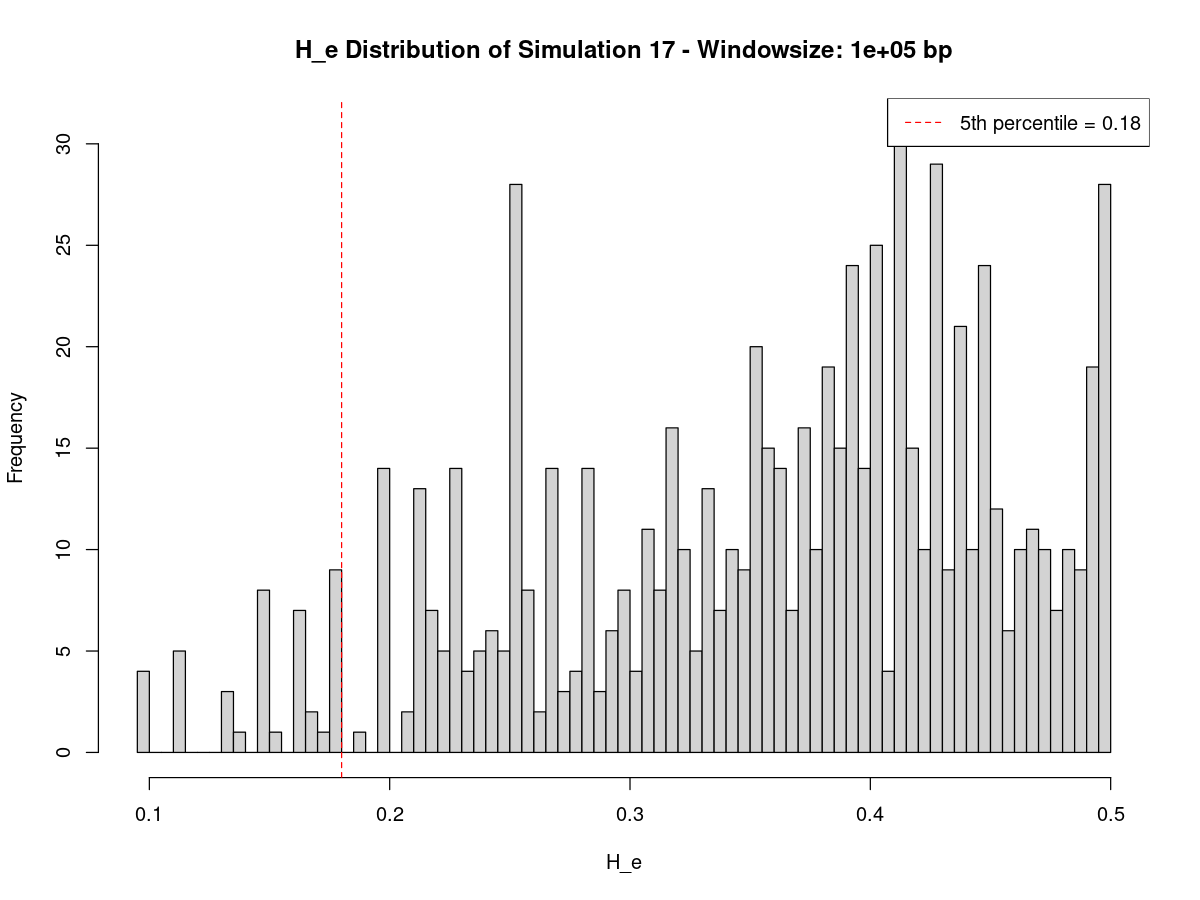 H_e Distribution of Simulation 17 - Windowsize: 1e+05 bp
5th percentile = 0.18
Frequency
30
25
20
15
10
5
0
0.1 0.2 0.3 0.4 0.5
H_e